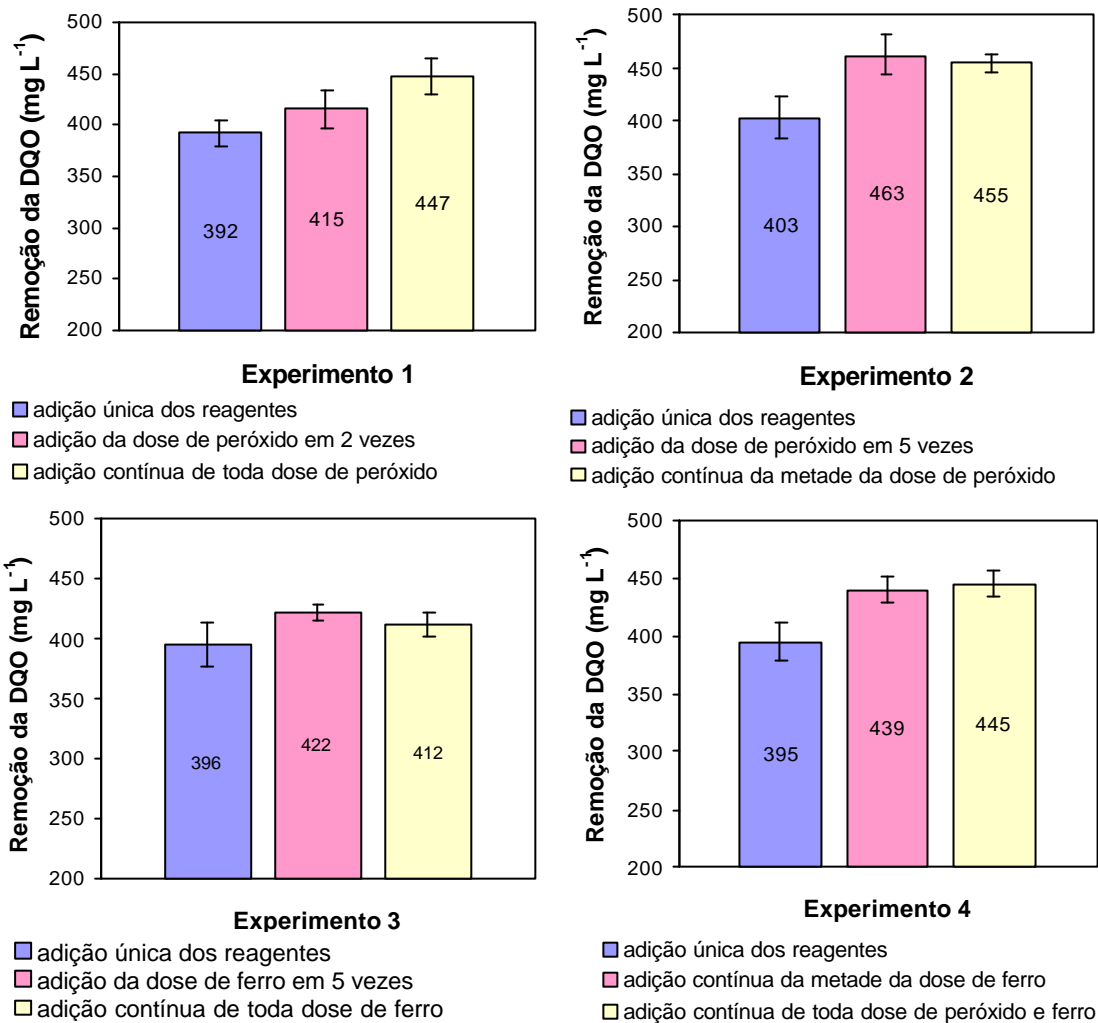 Remoção da DQO (mg L⁻¹)
500
450
400
350
300
250
200
392
415
447
Experimento 1
adição única dos reagentes
adição da dose de peróxido em 2 vezes
adição contínua de toda dose de peróxido
Remoção da DQO (mg L⁻¹)
500
450
400
350
300
250
200
403
463
455
Experimento 2
adição única dos reagentes
adição da dose de peróxido em 5 vezes
adição contínua da metade da dose de peróxido
Remoção da DQO (mg L⁻¹)
500
450
400
350
300
250
200
396
422
412
Experimento 3
adição única dos reagentes
adição da dose de ferro em 5 vezes
adição contínua de toda dose de ferro
Remoção da DQO (mg L⁻¹)
500
450
400
350
300
250
200
395
439
445
Experimento 4
adição única dos reagentes
adição contínua da metade da dose de ferro
adição contínua de toda dose de peróxido e ferro